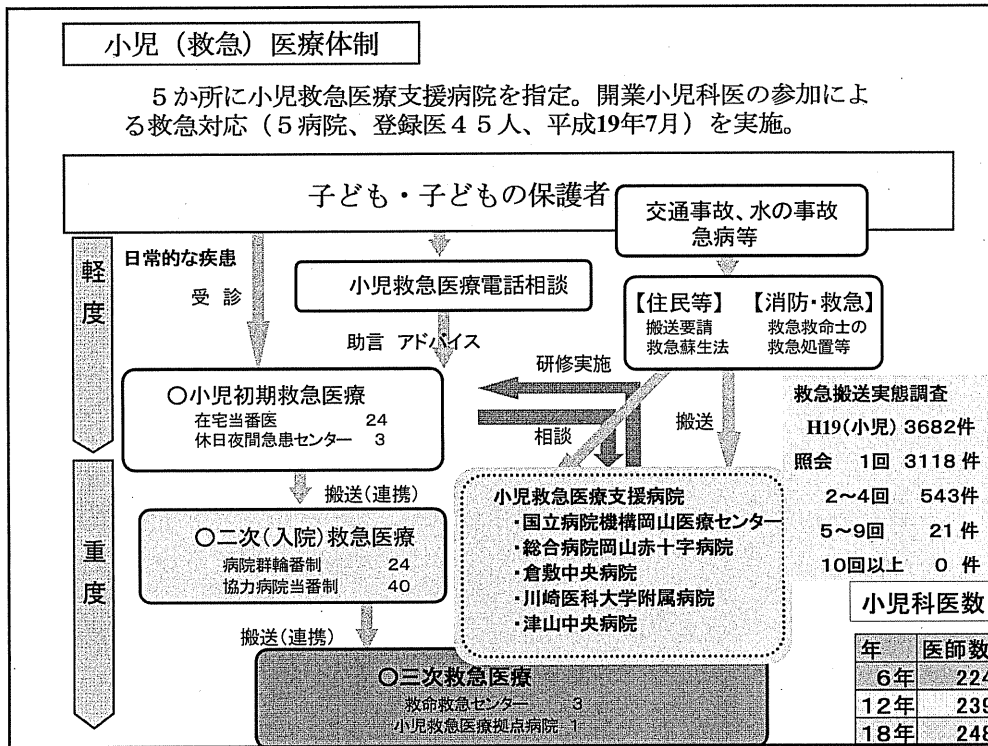 小児（救急）医療体制
５か所に小児救急医療支援病院を指定。開業小児科医の参加によ
る救急対応（５病院、登録医４５人、平成19年7月）を実施。
子ども・子どもの保護者
交通事故、水の事故
急病等
軽度
日常的な疾患
受 診
小児救急医療電話相談
助言 アドバイス
【住民等】 【消防・救急】
搬送要請 救急救命士の
救急蘇生法 救急処置等
研修実施
相談
搬送
〇小児初期救急医療
在宅当番医 24
休日夜間急患センター 3
搬送(連携)
重度
〇二次(入院)救急医療
病院群輪番制 24
協力病院当番制 40
搬送(連携)
小児救急医療支援病院
・国立病院機構岡山医療センター
・総合病院岡山赤十字病院
・倉敷中央病院
・川崎医科大学附属病院
・津山中央病院
〇三次救急医療
救命救急センター 3
小児救急医療拠点病院 1
救急搬送実態調査
H19(小児) 3682件
照会 1回 3118 件
2～4回 543件
5～9回 21 件
10回以上 0 件
小児科医数
年 医師数
6年 224
12年 239
18年 248